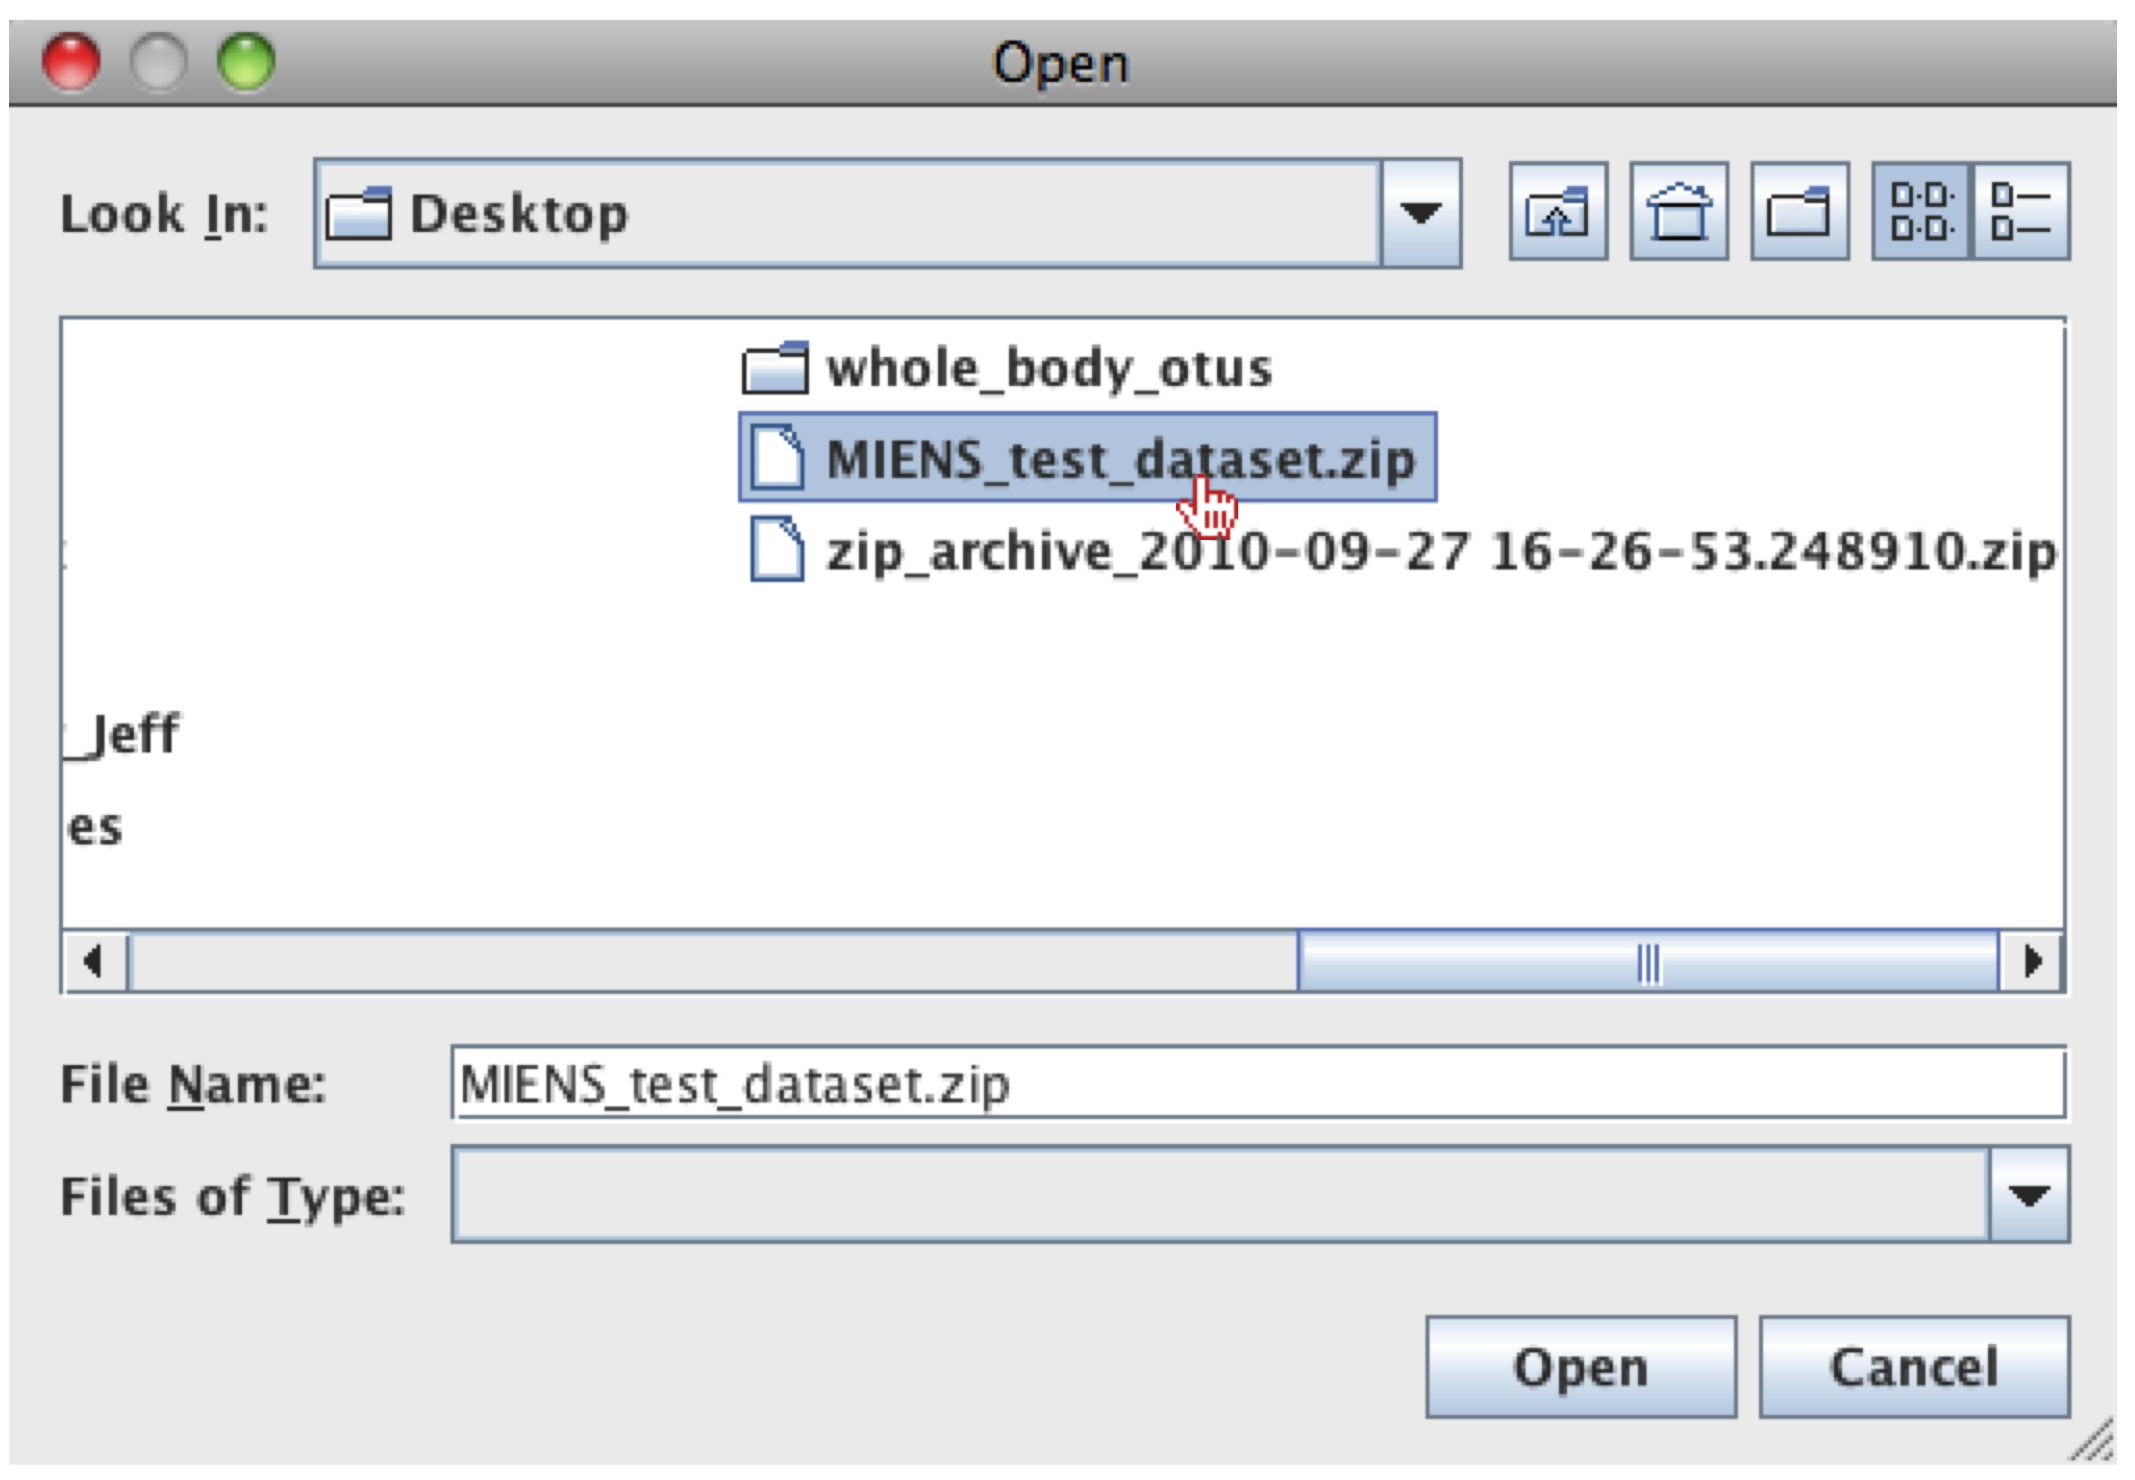 Open
Look In: Desktop
whole_body_otus
MIENS_test_dataset.zip
zip_archive_2010-09-27 16-26-53.248910.zip
_Jeff
es
File Name: MIENS_test_dataset.zip
Files of Type:
Open Cancel